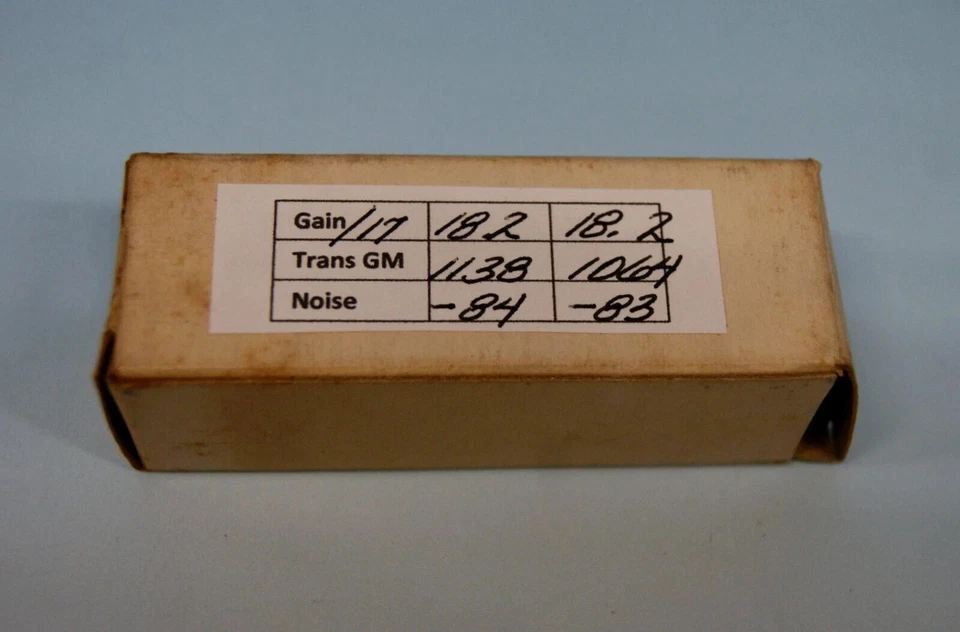 Gain /17 18.2 18.2
Trans GM 1138 1064
Noise -84 -83